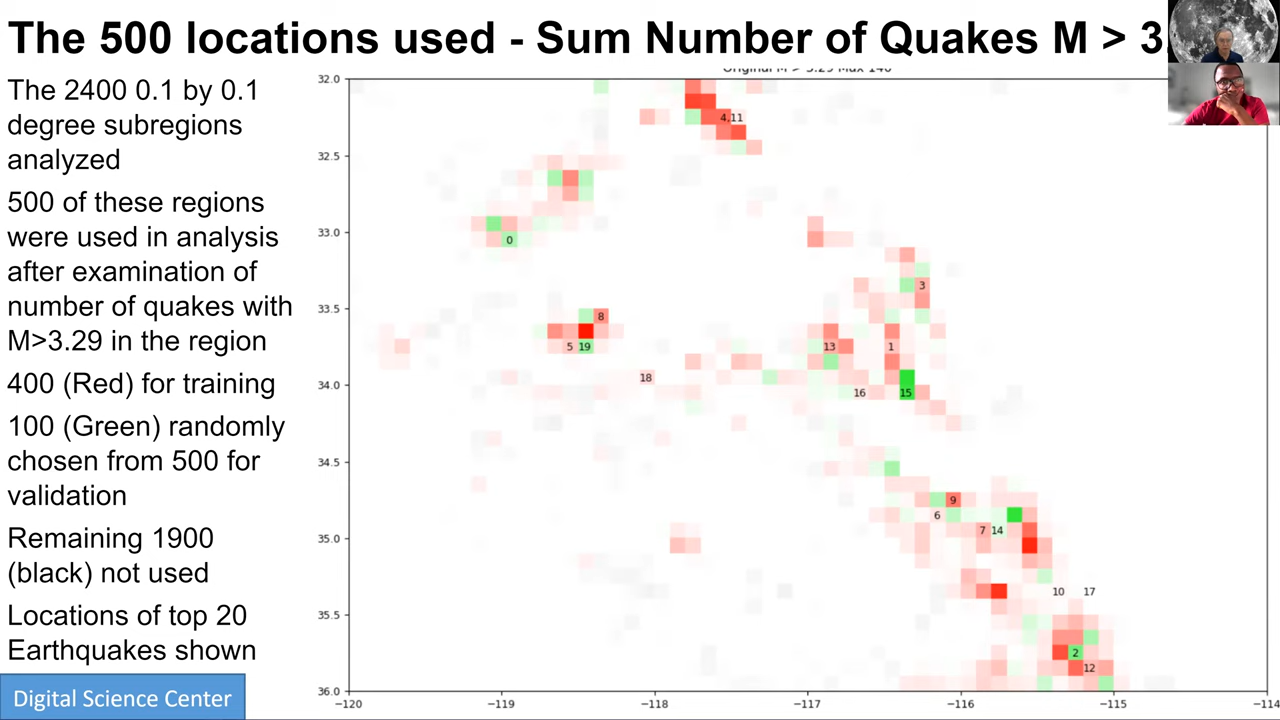 The 500 locations used - Sum Number of Quakes M > 3.
Original M > 3.29 Max 140
The 2400 0.1 by 0.1
degree subregions
analyzed
500 of these regions
were used in analysis
after examination of
number of quakes with
M>3.29 in the region
400 (Red) for training
100 (Green) randomly
chosen from 500 for
validation
Remaining 1900
(black) not used
Locations of top 20
Earthquakes shown
Digital Science Center
32.0
4,11
32.5
33.0
0
3
33.5
8
5 19 13 1
18
34.0
16 15
34.5
9
6
7 14
35.0
10 17
35.5
2
12
36.0
−120 −119 −118 −117 −116 −115 −114